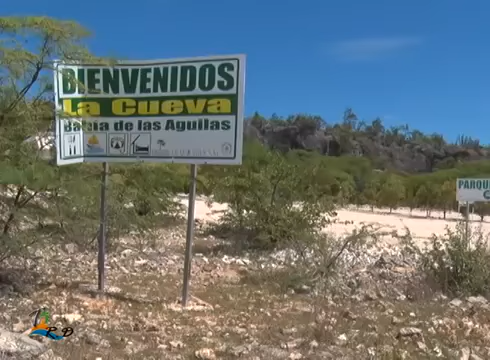 BIENVENIDOS
La Cueva
Bahia de las Aguilas
PARQU
R D